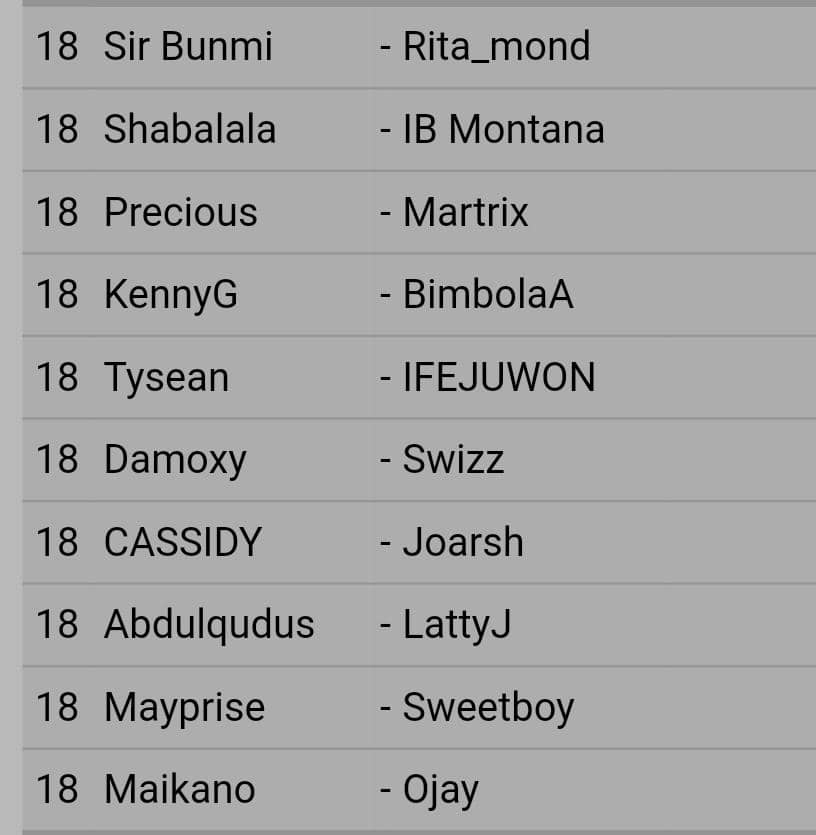 18 Sir Bunmi - Rita_mond
18 Shabalala - IB Montana
18 Precious - Martrix
18 KennyG - BimbolaA
18 Tysean - IFEJUWON
18 Damoxy - Swizz
18 CASSIDY - Joarsh
18 Abdulqudus - LattyJ
18 Mayprise - Sweetboy
18 Maikano - Ojay